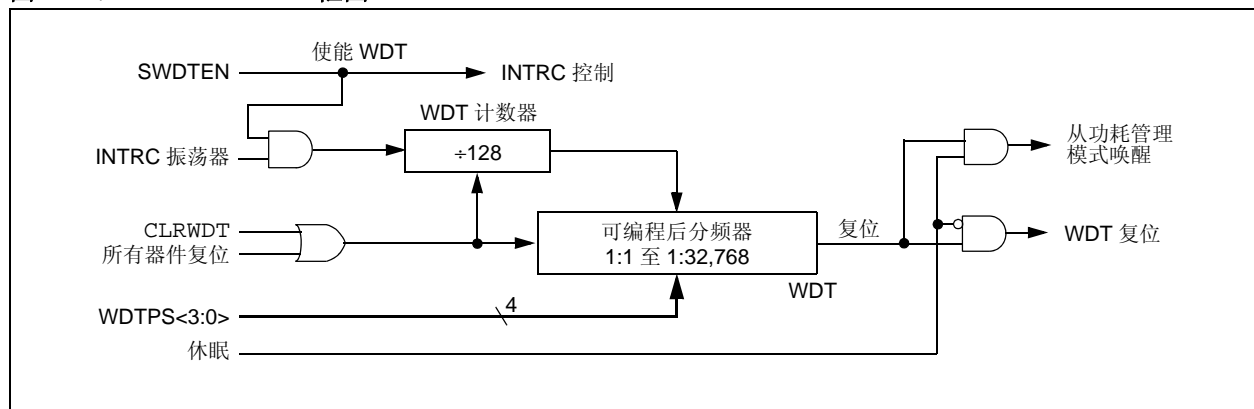 使能 WDT
SWDTEN
INTRC 控制
WDT 计数器
INTRC 振荡器
÷128
从功耗管理
模式唤醒
CLRWDT
所有器件复位
可编程后分频器
1:1 至 1:32,768
复位
WDT 复位
WDT
WDTPS<3:0>
4
休眠